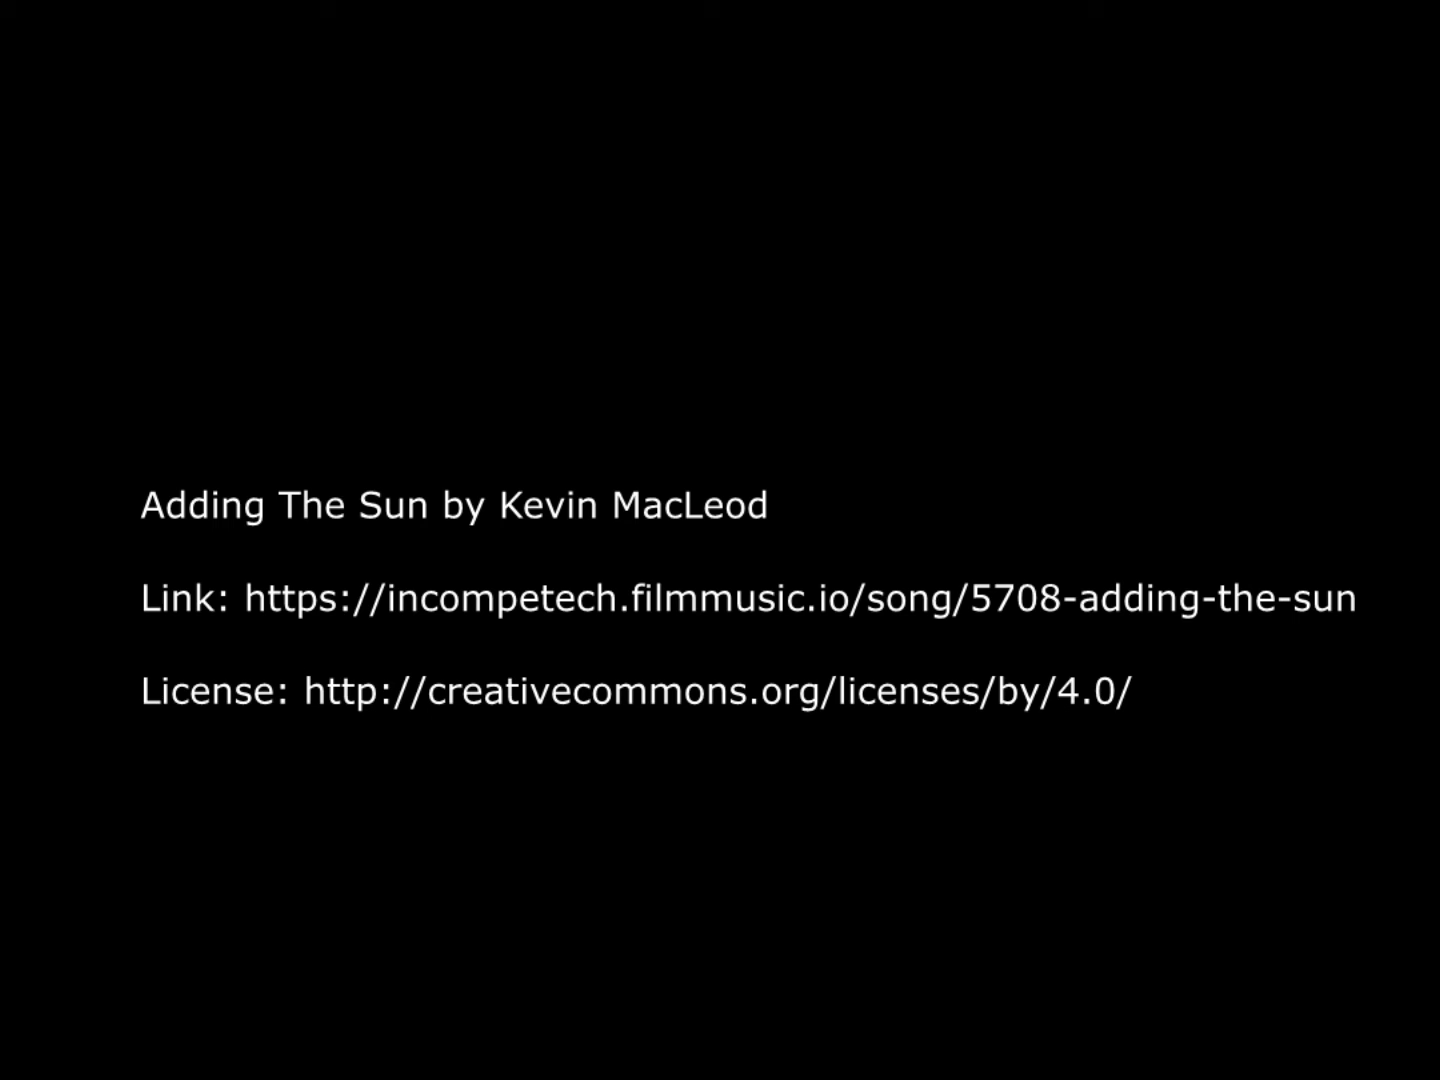 Adding The Sun by Kevin MacLeod
Link: https://incompetech.filmmusic.io/song/5708-adding-the-sun
License: http://creativecommons.org/licenses/by/4.0/